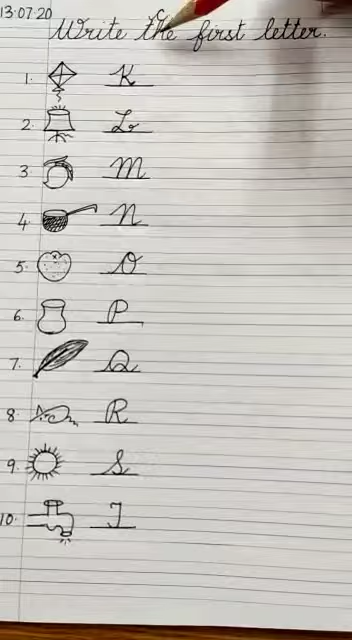 13.07.20
Write the first letter.
1. K
2. L
3. M
4. N
5. O
6. P
7. Q
8. R
9. S
10. T